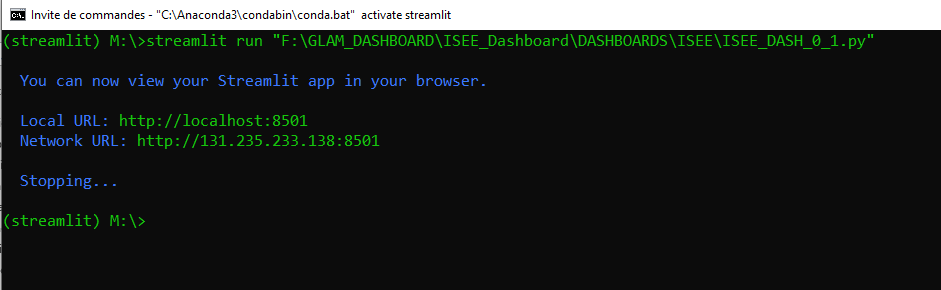 Invite de commandes - "C:\Anaconda3\condabin\conda.bat" activate streamlit
(streamlit) M:\>streamlit run "F:\GLAM_DASHBOARD\ISEE_Dashboard\DASHBOARDS\ISEE\ISEE_DASH_0_1.py"
You can now view your Streamlit app in your browser.
Local URL: http://localhost:8501
Network URL: http://131.235.233.138:8501
Stopping...
(streamlit) M:\>